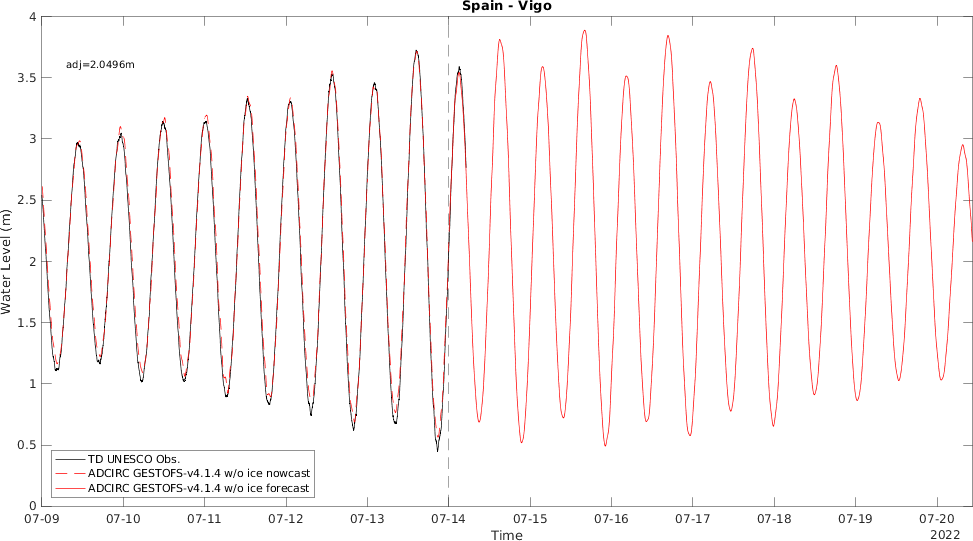 Spain - Vigo
adj=2.0496m
Water Level (m)
4
3.5
3
2.5
2
1.5
1
0.5
0
TD UNESCO Obs.
ADCIRC GESTOFS-v4.1.4 w/o ice nowcast
ADCIRC GESTOFS-v4.1.4 w/o ice forecast
07-09 07-10 07-11 07-12 07-13 07-14 07-15 07-16 07-17 07-18 07-19 07-20
Time
2022